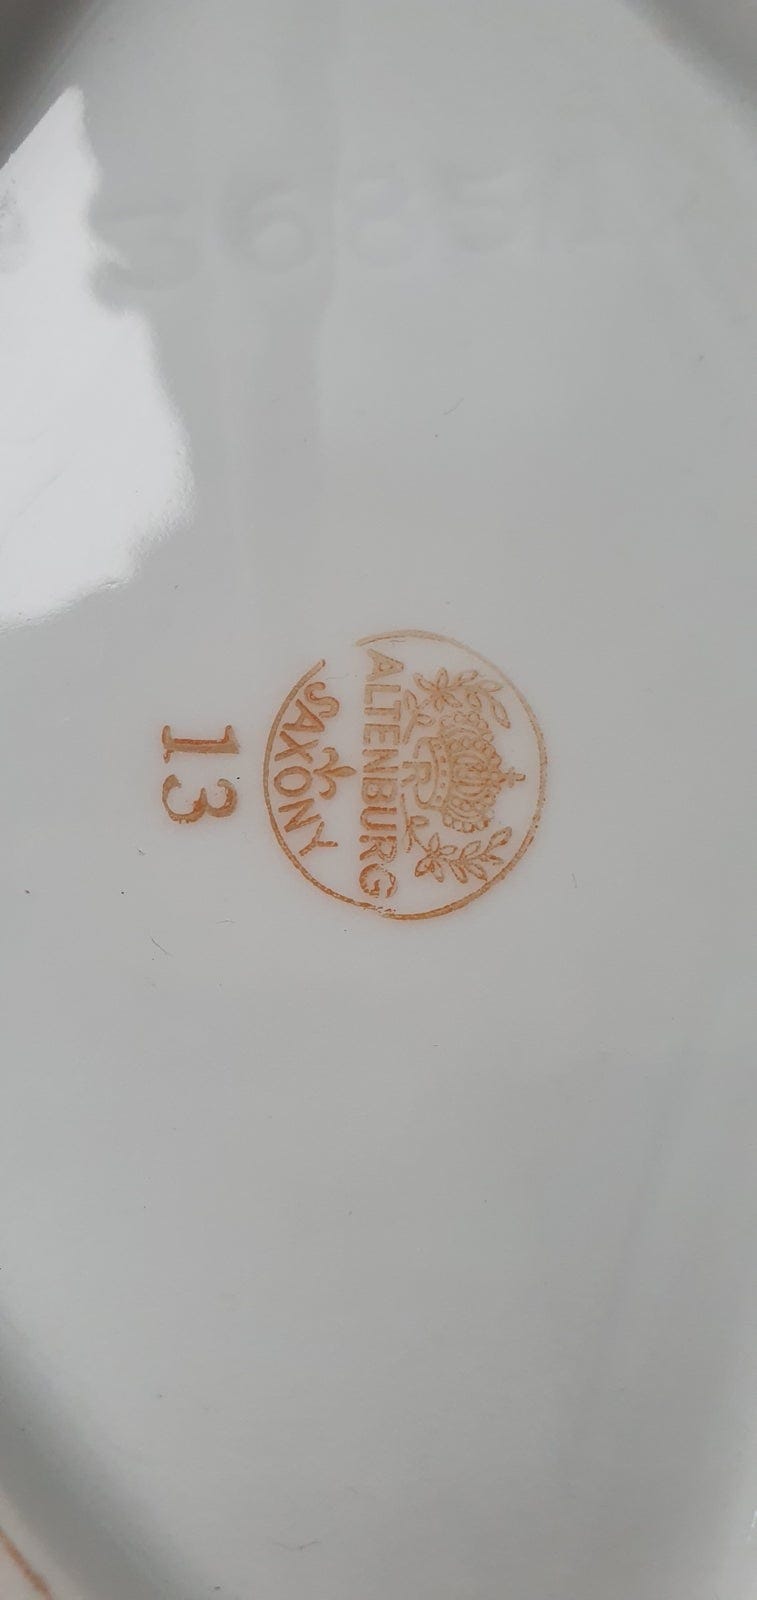 R
ALTENBURG
SAXONY
13